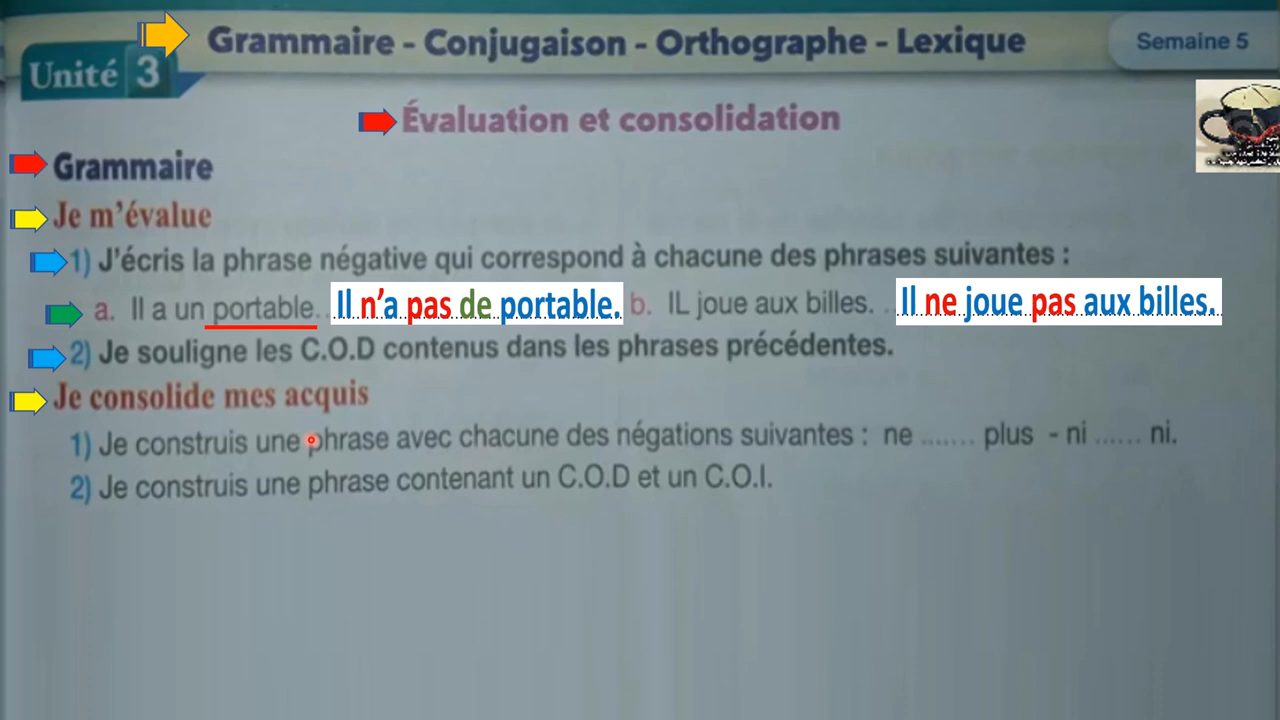 Grammaire - Conjugaison - Orthographe - Lexique
Semaine 5
Unité 3
Évaluation et consolidation
Grammaire
Je m'évalue
1) J'écris la phrase négative qui correspond à chacune des phrases suivantes :
a. Il a un portable. Il n'a pas de portable. b. IL joue aux billes. .. Il ne joue pas aux billes.
2) Je souligne les C.O.D contenus dans les phrases précédentes.
Je consolide mes acquis
1) Je construis une phrase avec chacune des négations suivantes : ne ....... plus - ni ...... ni.
2) Je construis une phrase contenant un C.O.D et un C.O.I.